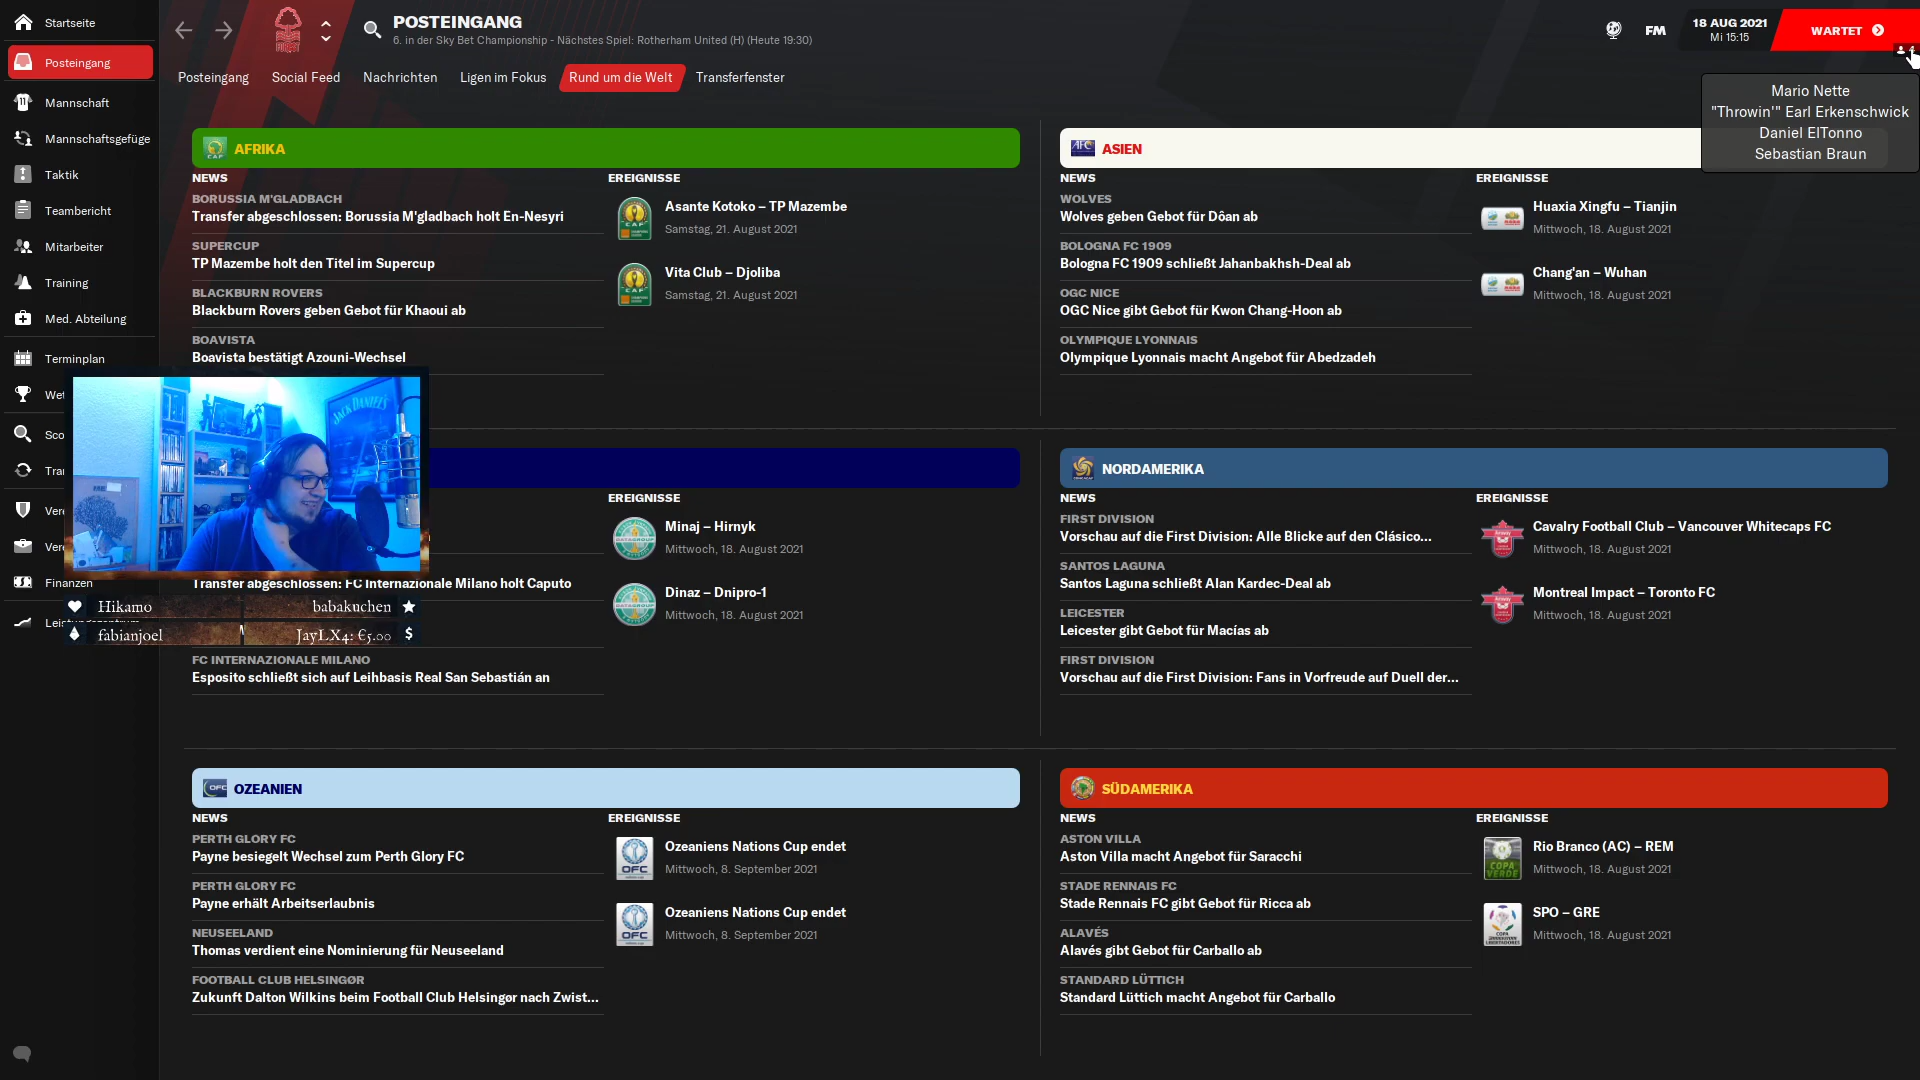 Startseite
Posteingang
Mannschaft
Mannschaftsgefüge
Taktik
Teambericht
Mitarbeiter
Training
Med. Abteilung
Terminplan
Finanzen
POSTEINGANG
6. in der Sky Bet Championship - Nächstes Spiel: Rotherham United (H) (Heute 19:30)
FM
18 AUG 2021
Mi 15:15
WARTET
Posteingang Social Feed Nachrichten Ligen im Fokus Rund um die Welt Transferfenster
Mario Nette
"Throwin'" Earl Erkenschwick
Daniel ElTonno
Sebastian Braun
AFRIKA
NEWS
BORUSSIA M'GLADBACH
Transfer abgeschlossen: Borussia M'gladbach holt En-Nesyri
SUPERCUP
TP Mazembe holt den Titel im Supercup
BLACKBURN ROVERS
Blackburn Rovers geben Gebot für Khaoui ab
BOAVISTA
Boavista bestätigt Azouni-Wechsel
EREIGNISSE
Asante Kotoko – TP Mazembe
Samstag, 21. August 2021
Vita Club – Djoliba
Samstag, 21. August 2021
ASIEN
NEWS
WOLVES
Wolves geben Gebot für Dôan ab
BOLOGNA FC 1909
Bologna FC 1909 schließt Jahanbakhsh-Deal ab
OGC NICE
OGC Nice gibt Gebot für Kwon Chang-Hoon ab
OLYMPIQUE LYONNAIS
Olympique Lyonnais macht Angebot für Abedzadeh
EREIGNISSE
Huaxia Xingfu – Tianjin
Mittwoch, 18. August 2021
Chang'an – Wuhan
Mittwoch, 18. August 2021
JACK DANIEL'S
Transfer abgeschlossen: FC Internazionale Milano holt Caputo
Hikamo babakuchen
fabianjoel JayLX4: €5.00
FC INTERNAZIONALE MILANO
Esposito schließt sich auf Leihbasis Real San Sebastián an
EREIGNISSE
Minaj – Hirnyk
Mittwoch, 18. August 2021
Dinaz – Dnipro-1
Mittwoch, 18. August 2021
NORDAMERIKA
NEWS
FIRST DIVISION
Vorschau auf die First Division: Alle Blicke auf den Clásico...
SANTOS LAGUNA
Santos Laguna schließt Alan Kardec-Deal ab
LEICESTER
Leicester gibt Gebot für Macías ab
FIRST DIVISION
Vorschau auf die First Division: Fans in Vorfreude auf Duell der...
EREIGNISSE
Cavalry Football Club – Vancouver Whitecaps FC
Mittwoch, 18. August 2021
Montreal Impact – Toronto FC
Mittwoch, 18. August 2021
OZEANIEN
NEWS
PERTH GLORY FC
Payne besiegelt Wechsel zum Perth Glory FC
PERTH GLORY FC
Payne erhält Arbeitserlaubnis
NEUSEELAND
Thomas verdient eine Nominierung für Neuseeland
FOOTBALL CLUB HELSINGØR
Zukunft Dalton Wilkins beim Football Club Helsingør nach Zwist...
EREIGNISSE
Ozeaniens Nations Cup endet
Mittwoch, 8. September 2021
Ozeaniens Nations Cup endet
Mittwoch, 8. September 2021
SÜDAMERIKA
NEWS
ASTON VILLA
Aston Villa macht Angebot für Saracchi
STADE RENNAIS FC
Stade Rennais FC gibt Gebot für Ricca ab
ALAVÉS
Alavés gibt Gebot für Carballo ab
STANDARD LÜTTICH
Standard Lüttich macht Angebot für Carballo
EREIGNISSE
Rio Branco (AC) – REM
Mittwoch, 18. August 2021
SPO – GRE
Mittwoch, 18. August 2021